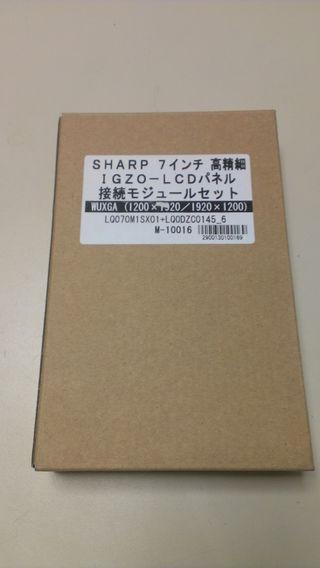 SHARP 7インチ 高精細
IGZO－LCDパネル
接続モジュールセット
WUXGA (1200×1920／1920×1200)
LQ070M1SX01+LQ0DZC0145_6
M-10016
2900130100169